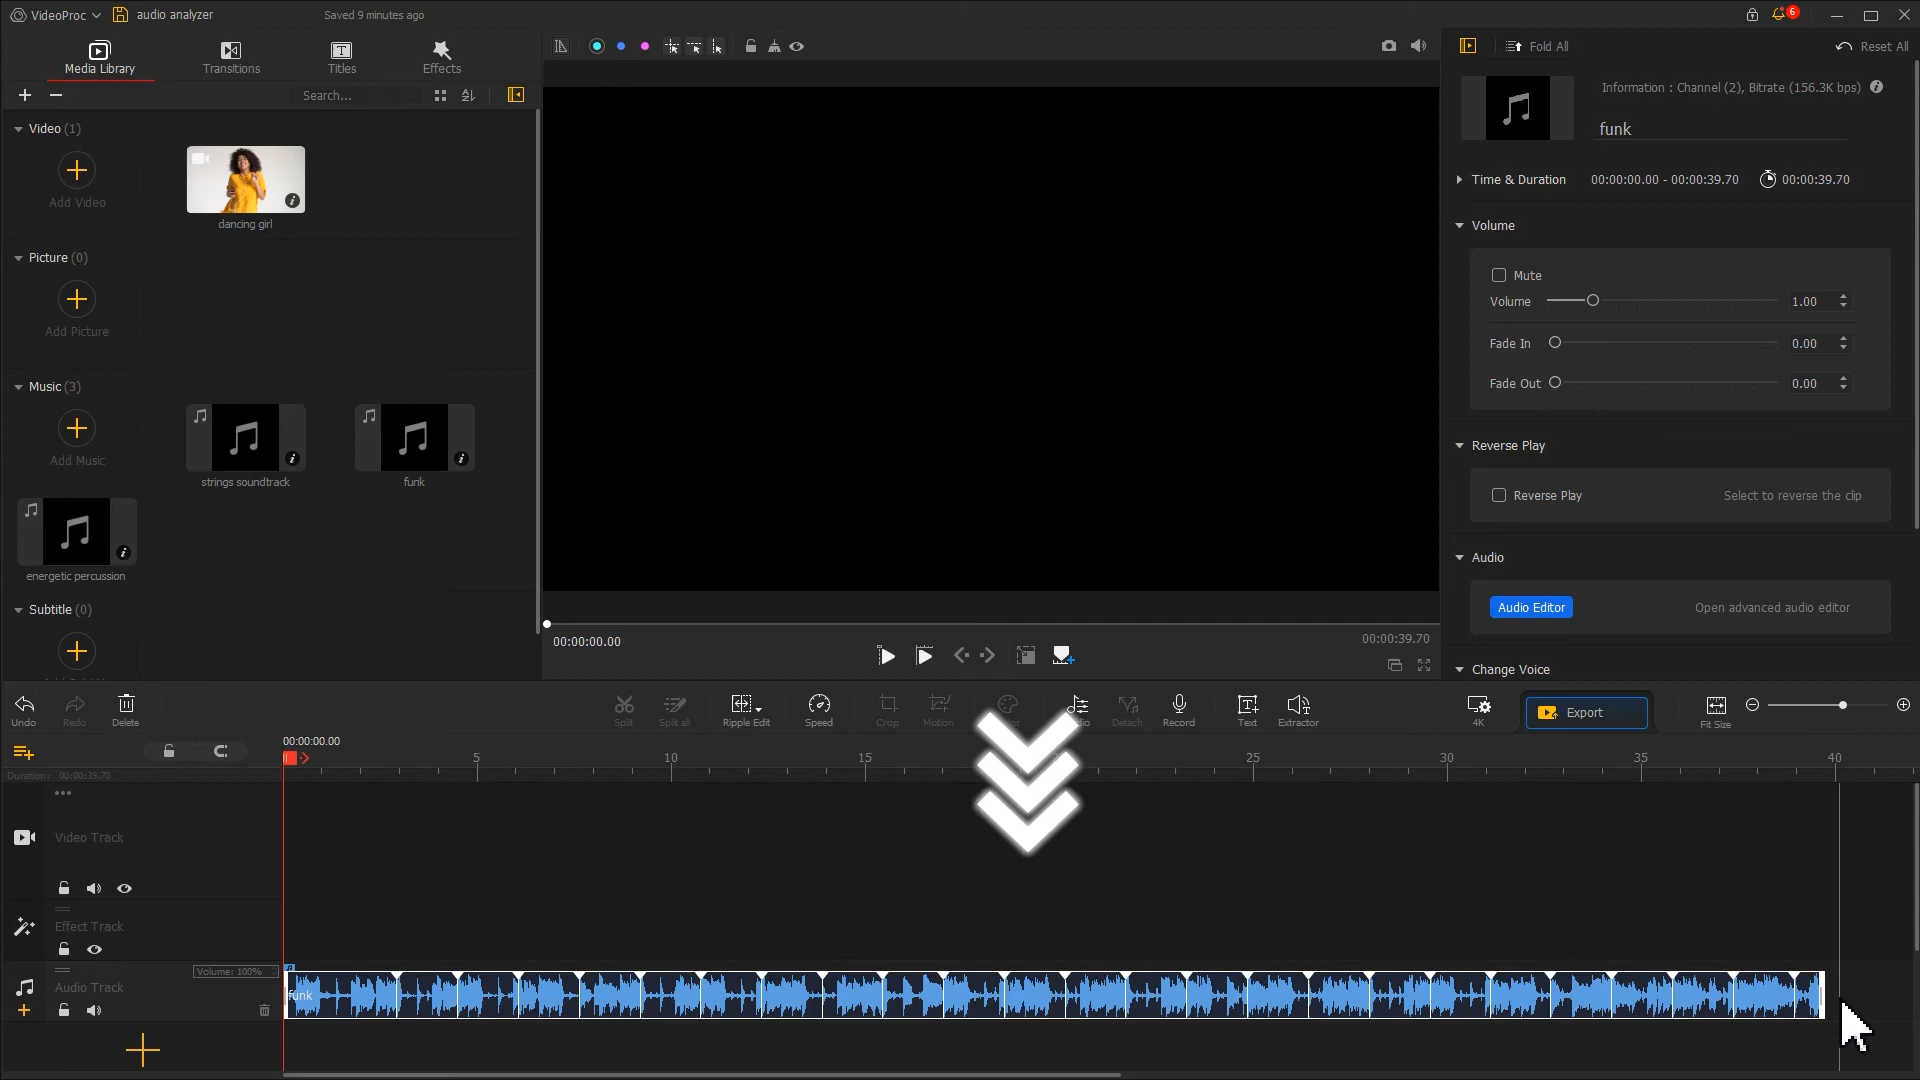 VideoProc
audio analyzer
Saved 9 minutes ago
6
Media Library
Transitions
Titles
Effects
Search...
Fold All
Reset All
Information : Channel (2), Bitrate (156.3K bps)
funk
Video (1)
Add Video
dancing girl
Time & Duration
00:00:00.00 - 00:00:39.70
00:00:39.70
Picture (0)
Add Picture
Volume
Mute
Volume
1.00
Fade In
0.00
Fade Out
0.00
Music (3)
Add Music
strings soundtrack
funk
energetic percussion
Reverse Play
Reverse Play
Select to reverse the clip
Audio
Audio Editor
Open advanced audio editor
Subtitle (0)
00:00:00.00
00:00:39.70
Change Voice
Undo
Redo
Delete
Split
Split all
Ripple Edit
Speed
Crop
Motion
Detach
Record
Text
Extractor
4K
Export
Fit Size
00:00:00.00
5
10
15
25
30
35
40
Duration: 00:00:39.70
Video Track
Effect Track
Volume: 100%
Audio Track
funk